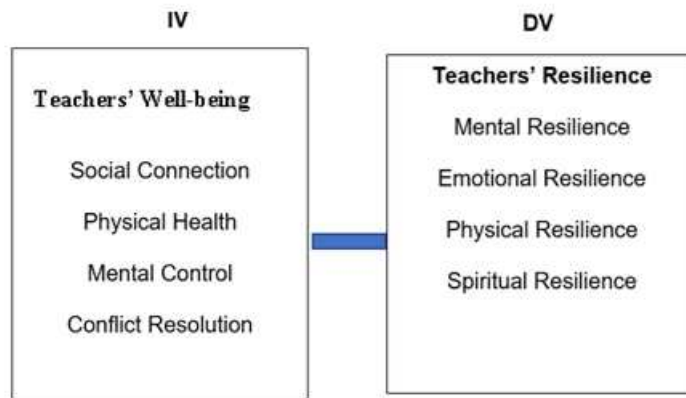 IV
Teachers’ Well-being
Social Connection
Physical Health
Mental Control
Conflict Resolution
DV
Teachers’ Resilience
Mental Resilience
Emotional Resilience
Physical Resilience
Spiritual Resilience